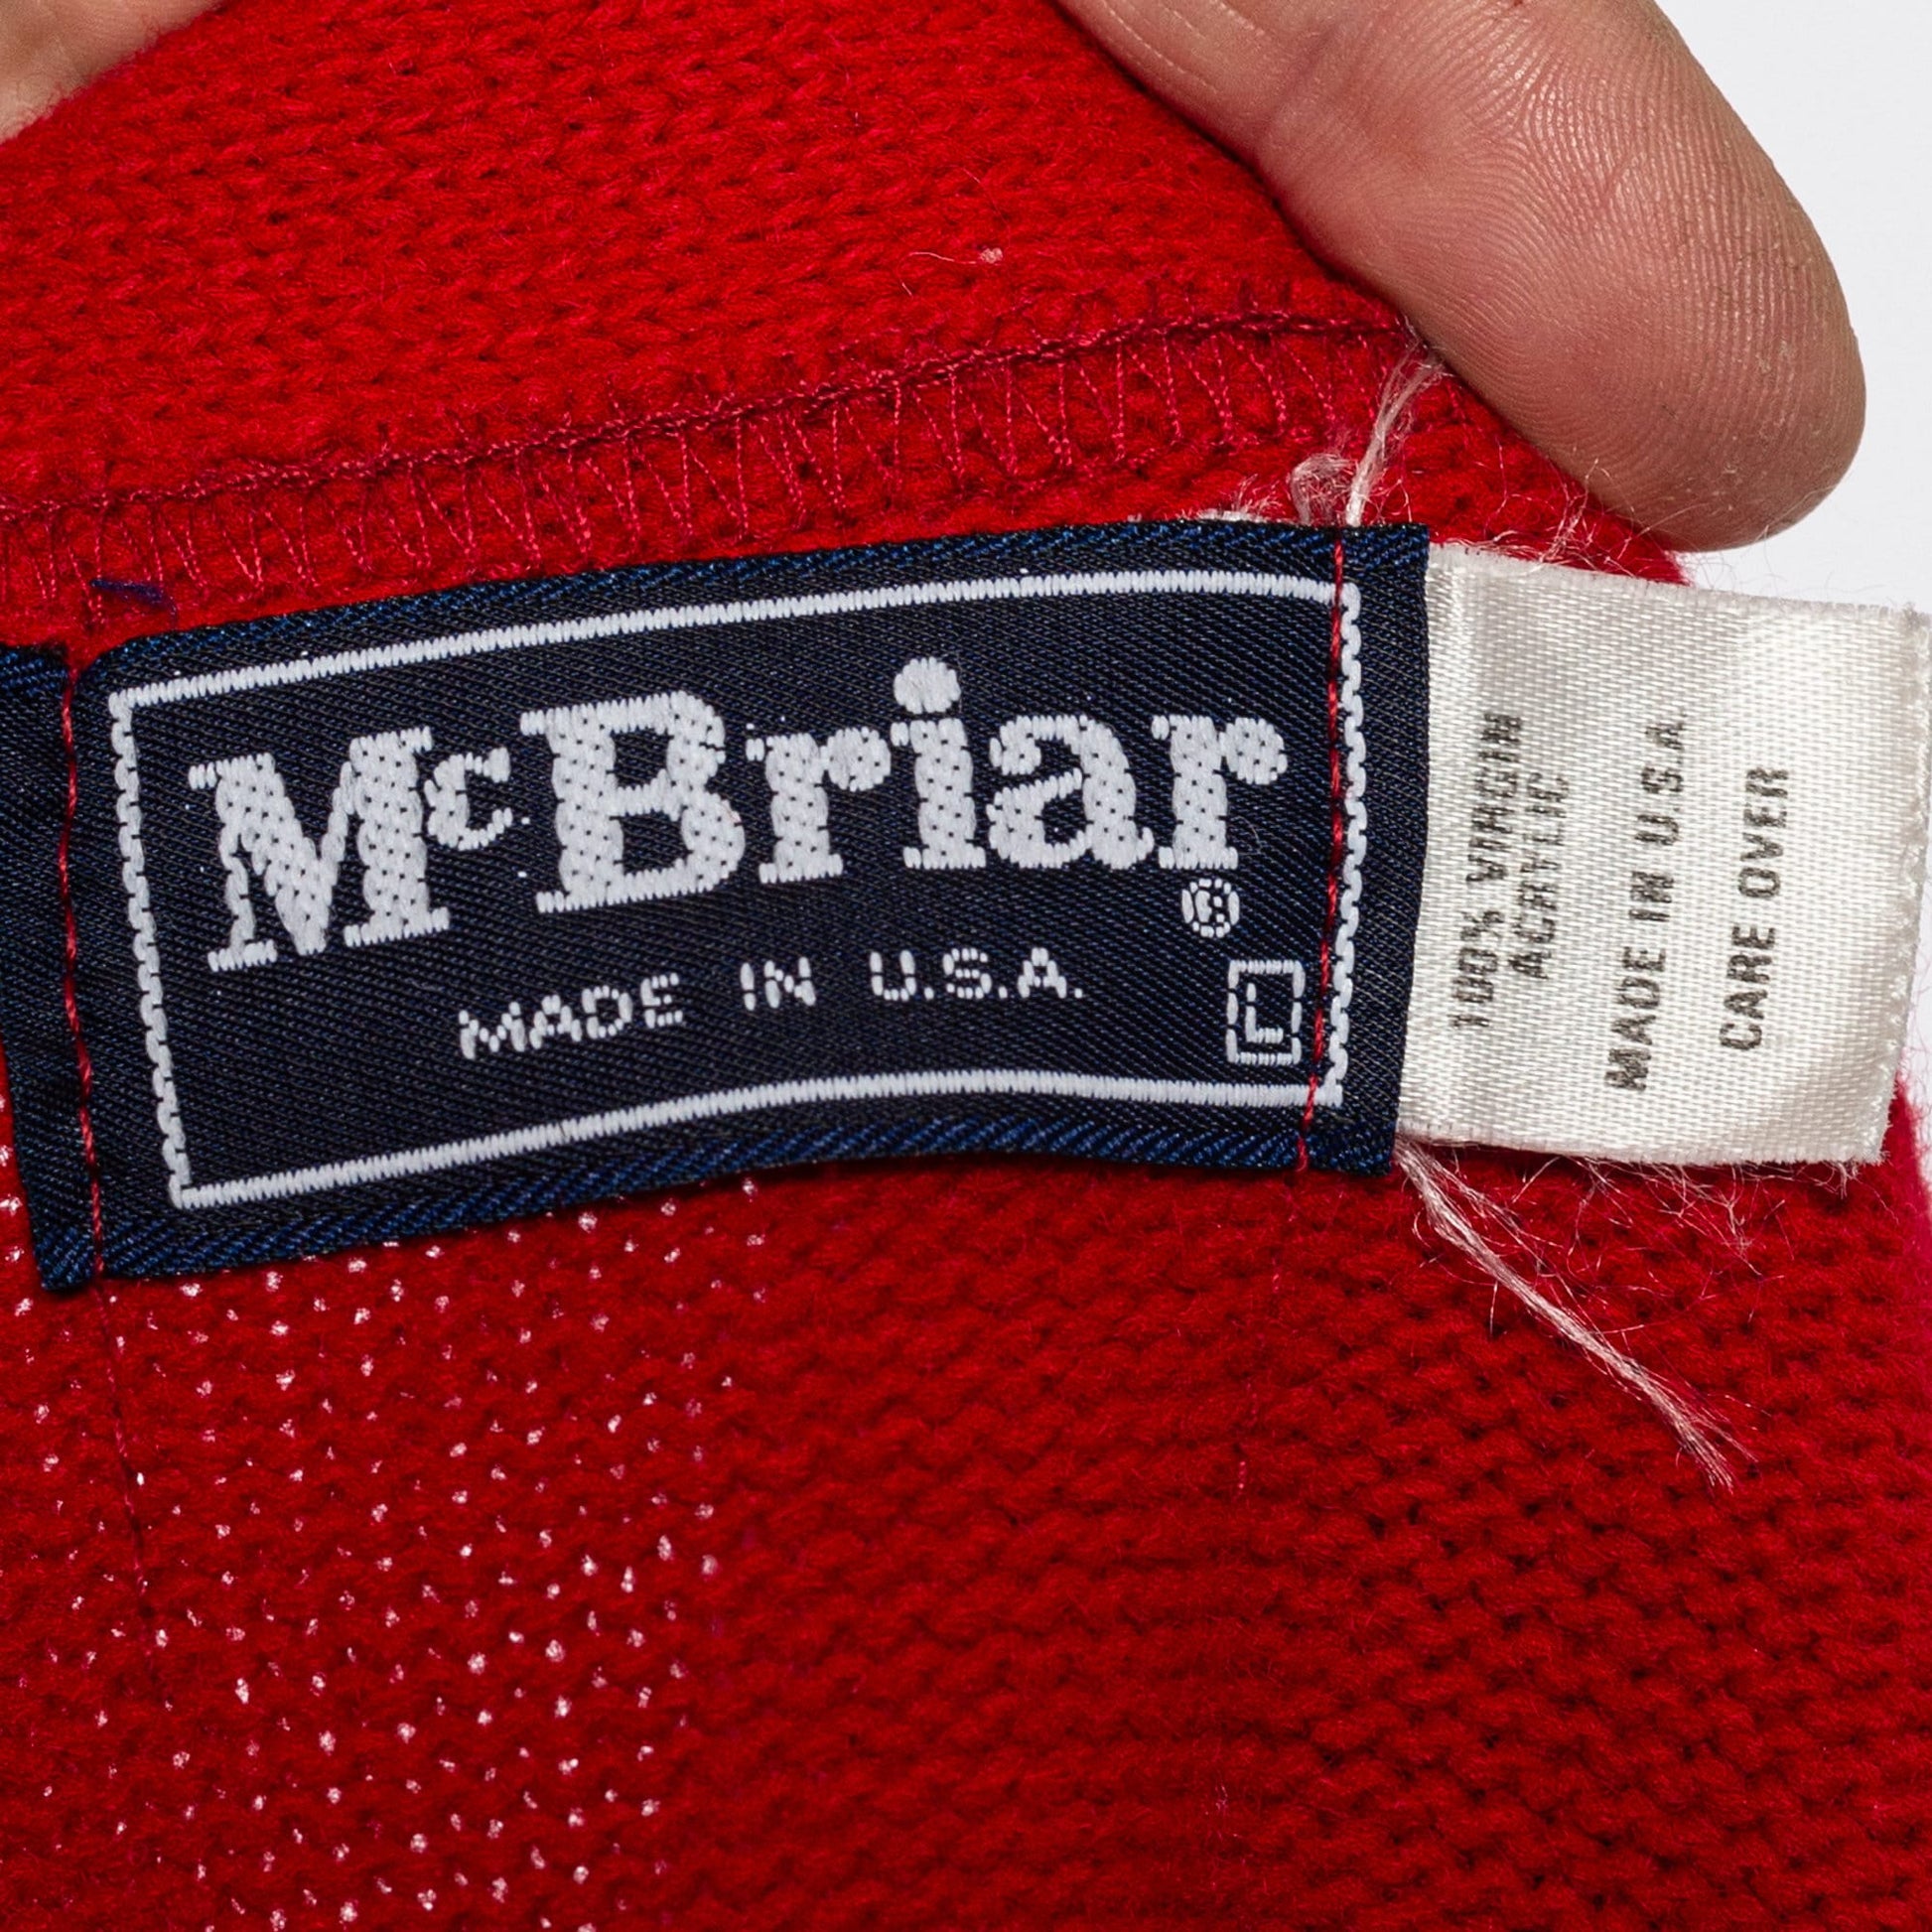 McBriar®
MADE IN U.S.A.
L
100% VIRGIN
ACRYLIC
MADE IN U.S.A
CARE OVER